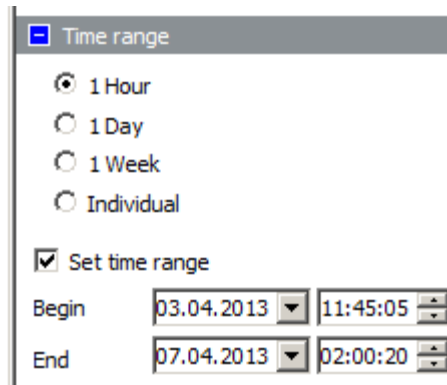 Time range
1 Hour
1 Day
1 Week
Individual
Set time range
Begin 03.04.2013 11:45:05
End 07.04.2013 02:00:20